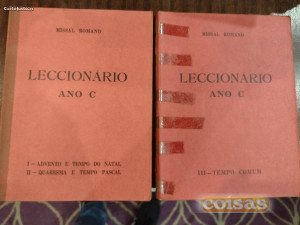 MISSAL ROMANO
LECCIONÁRIO
ANO C
I – ADVENTO E TEMPO DO NATAL
II – QUARESMA E TEMPO PASCAL
MISSAL ROMANO
LECCIONÁRIO
ANO C
III – TEMPO COMUM
coisas